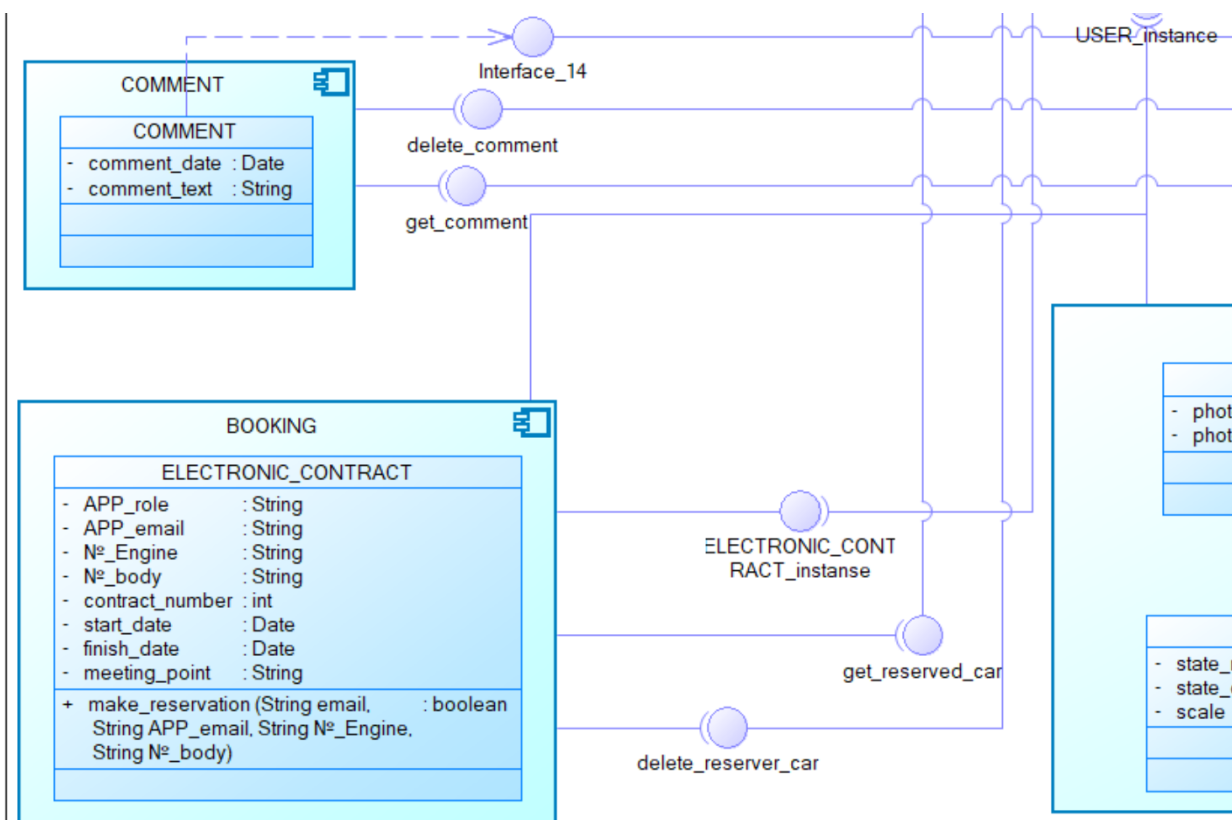 USER_instance
Interface_14
COMMENT
COMMENT
- comment_date : Date
- comment_text : String
delete_comment
get_comment
BOOKING
ELECTRONIC_CONTRACT
- APP_role : String
- APP_email : String
- №_Engine : String
- №_body : String
- contract_number : int
- start_date : Date
- finish_date : Date
- meeting_point : String
+ make_reservation (String email, : boolean
String APP_email, String №_Engine,
String №_body)
ELECTRONIC_CONT
RACT_instanse
get_reserved_car
delete_reserver_car
- phot
- phot
- state_
- state_
- scale